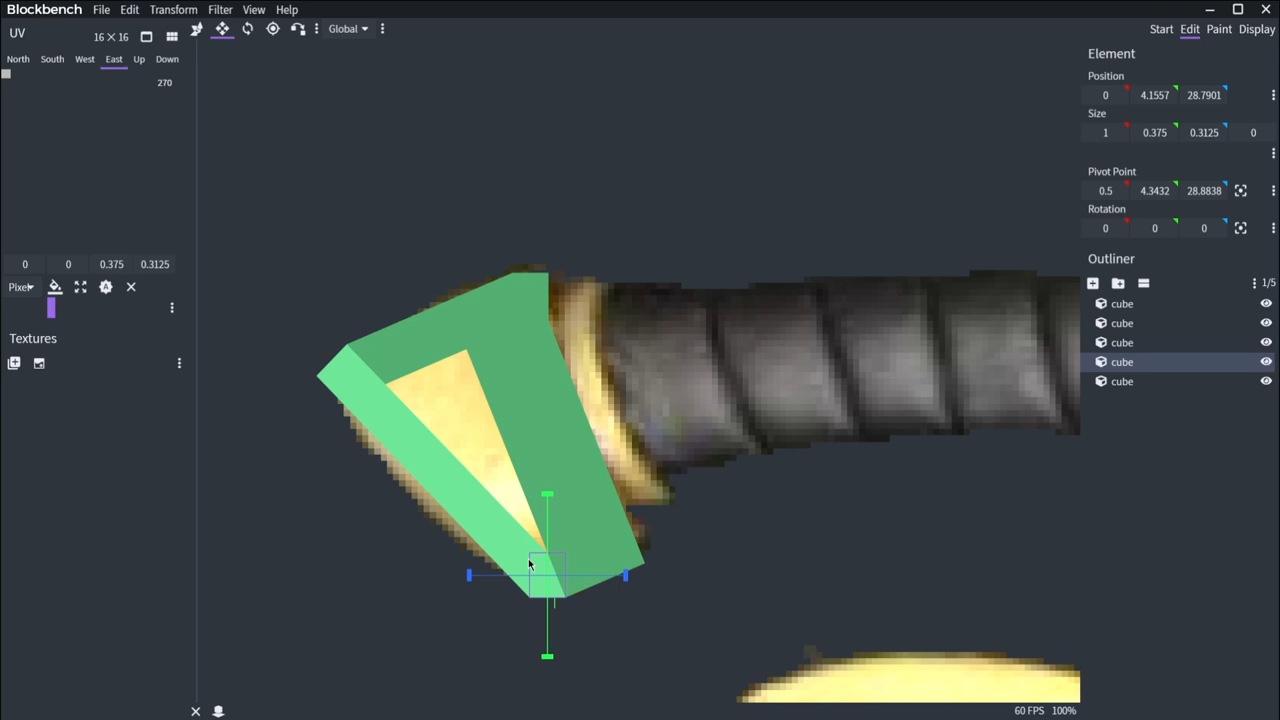 Blockbench File Edit Transform Filter View Help
UV
16 × 16
Global
Start Edit Paint Display
North South West East Up Down
270
0 0 0.375 0.3125
Pixel
Textures
Element
Position
0 4.1557 28.7901
Size
1 0.375 0.3125 0
Pivot Point
0.5 4.3432 28.8838
Rotation
0 0 0
Outliner
1/5
cube
cube
cube
cube
cube
60 FPS 100%